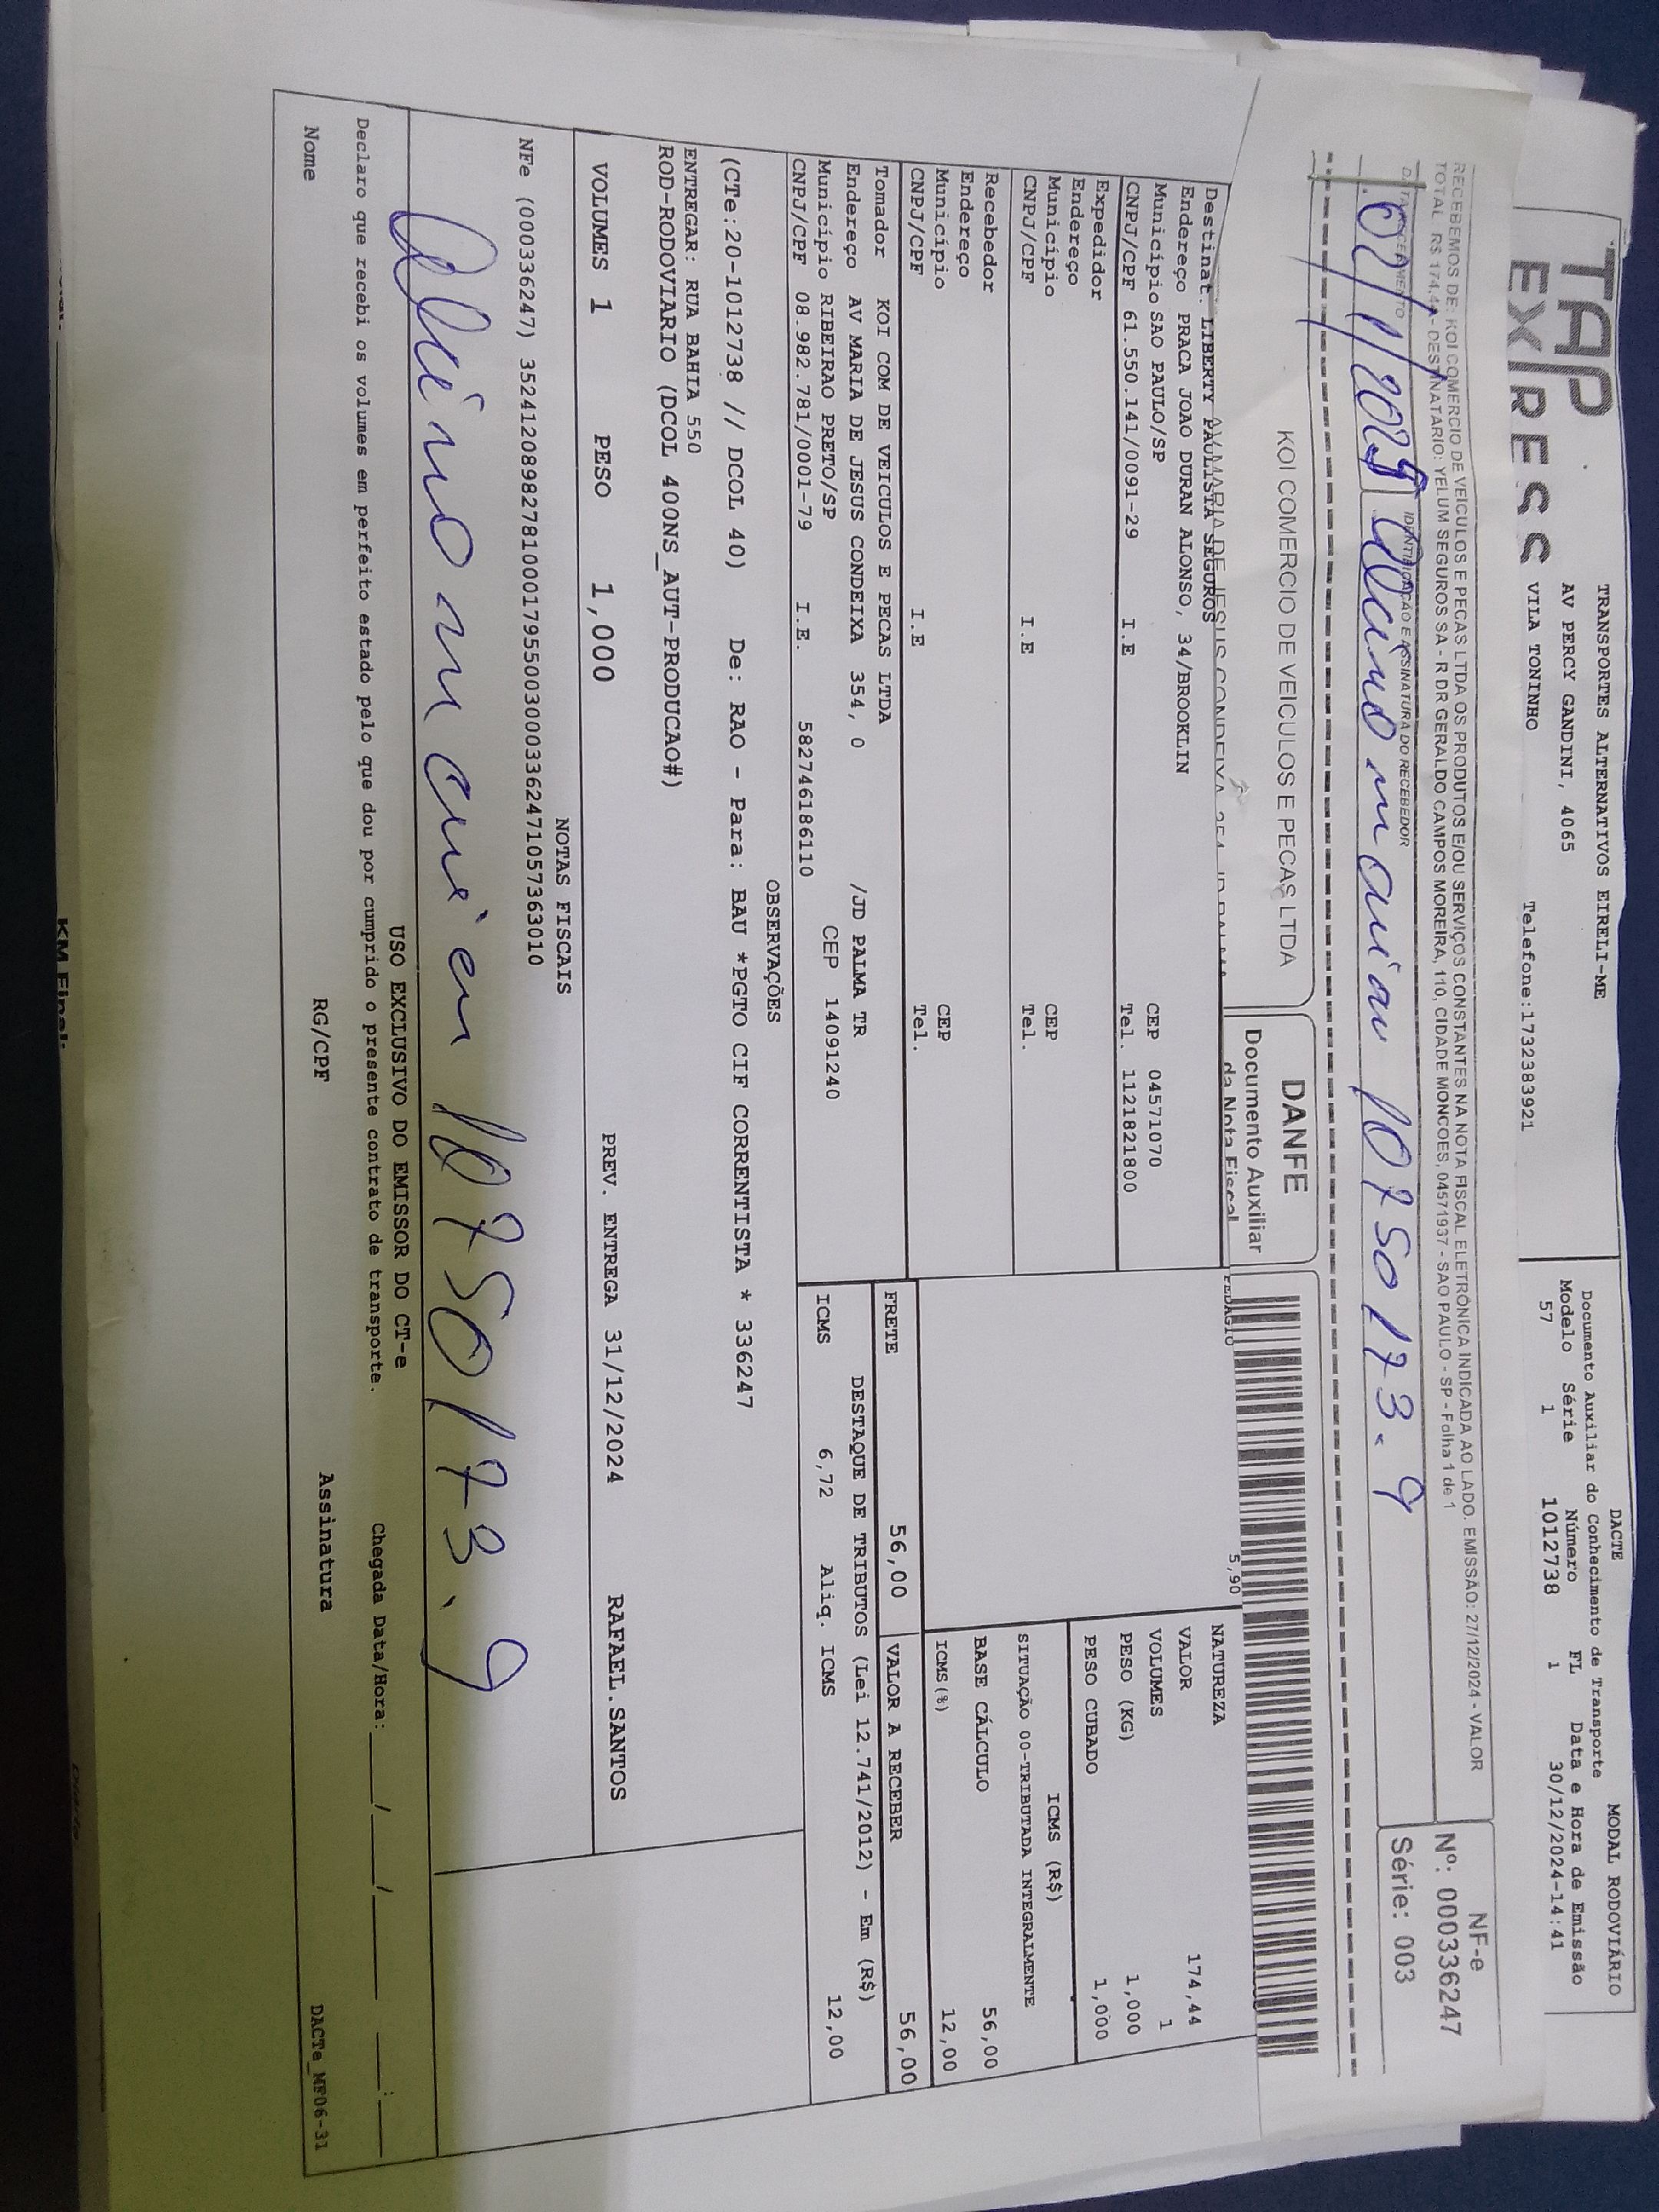 TAP
EXPRESS
TRANSPORTES ALTERNATIVOS EIRELI-ME
AV PERCY GANDINI, 4065
VILA TONINHO
Telefone:1732383921
DACTE
MODAL RODOVIÁRIO
Documento Auxiliar do Conhecimento de Transporte
Modelo Série Número FL Data e Hora de Emissão
57 1 1012738 1 30/12/2024-14:41
RECEBEMOS DE: KOI COMERCIO DE VEICULOS E PECAS LTDA OS PRODUTOS E/OU SERVIÇOS CONSTANTES NA NOTA FISCAL ELETRÔNICA INDICADA AO LADO. EMISSÃO: 27/12/2024 - VALOR
TOTAL: R$ 174,44 - DESTINATARIO: YELUM SEGUROS SA - R DR GERALDO CAMPOS MOREIRA, 110, CIDADE MONCOES, 04571937 - SAO PAULO - SP - Folha 1 de 1
IDENTIFICAÇÃO E ASSINATURA DO RECEBEDOR
10750173.9
NF-e
Nº: 000336247
Série: 003
KOI COMERCIO DE VEICULOS E PECAS LTDA
DANFE
Documento Auxiliar
da Nota Fiscal
PEDAGIO 5,90
Destinat. LIBERTY PAULISTA SEGUROS
Endereço PRACA JOAO DURAN ALONSO, 34/BROOKLIN
Município SAO PAULO/SP CEP 04571070
CNPJ/CPF 61.550.141/0091-29 I.E Tel. 1121821800
Expedidor
Endereço
Município CEP
CNPJ/CPF I.E Tel.
Recebedor
Endereço
Município CEP
CNPJ/CPF I.E Tel.
NATUREZA
VALOR 174,44
VOLUMES 1
PESO (KG) 1,000
PESO CUBADO 1,000
ICMS (R$)
SITUAÇÃO 00-TRIBUTADA INTEGRALMENTE
BASE CÁLCULO 56,00
ICMS(%) 12,00
Tomador KOI COM DE VEICULOS E PECAS LTDA
Endereço AV MARIA DE JESUS CONDEIXA 354, 0 /JD PALMA TR
Município RIBEIRAO PRETO/SP CEP 14091240
CNPJ/CPF 08.982.781/0001-79 I.E. 582746186110
FRETE 56,00 VALOR A RECEBER 56,00
DESTAQUE DE TRIBUTOS (Lei 12.741/2012) - Em (R$)
ICMS 6,72 Aliq. ICMS 12,00
OBSERVAÇÕES
(CTe:20-1012738 // DCOL 40) De: RAO - Para: BAU *PGTO CIF CORRENTISTA * 336247
ENTREGAR: RUA BAHIA 550
ROD-RODOVIARIO (DCOL 400NS_AUT-PRODUCAO#)
VOLUMES 1 PESO 1,000 PREV. ENTREGA 31/12/2024 RAFAEL.SANTOS
NOTAS FISCAIS
NFe (000336247) 35241208982781000179550030003362471057363010
10750173.9
USO EXCLUSIVO DO EMISSOR DO CT-e
Declaro que recebi os volumes em perfeito estado pelo que dou por cumprido o presente contrato de transporte. Chegada Data/Hora:___/___/_____ ___:___
Nome RG/CPF Assinatura DACTe_MF06-31
KM Final: